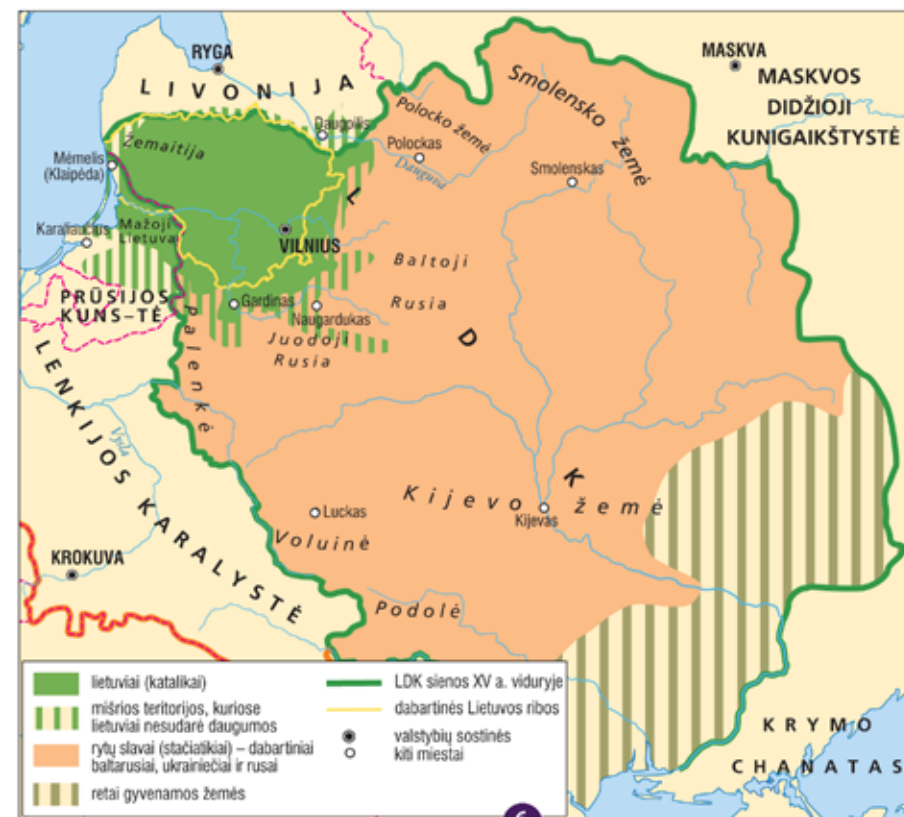 RYGA
LIVONIJA
MASKVA
MASKVOS
DIDŽIOJI
KUNIGAIKŠTYSTĖ
Smolensko
žemė
Polocko žemė
Daugpilis
Polockas
Dauguva
Smolenskas
Žemaitija
Mėmelis
(Klaipėda)
Karaliaučius
Mažoji
Lietuva
VILNIUS
L
D
K
Baltoji
Rusia
PRŪSIJOS
KUNS–TĖ
Gardinas
Naugardukas
Juodoji
Rusia
Palenkė
LENKIJOS KARALYSTĖ
Vysla
Kijevo žemė
Kijevas
Luckas
Voluinė
KROKUVA
Podolė
KRYMO
CHANATAS
lietuviai (katalikai)
mišrios teritorijos, kuriose
lietuviai nesudarė daugumos
rytų slavai (stačiatikiai) – dabartiniai
baltarusiai, ukrainiečiai ir rusai
retai gyvenamos žemės
LDK sienos XV a. viduryje
dabartinės Lietuvos ribos
valstybių sostinės
kiti miestai